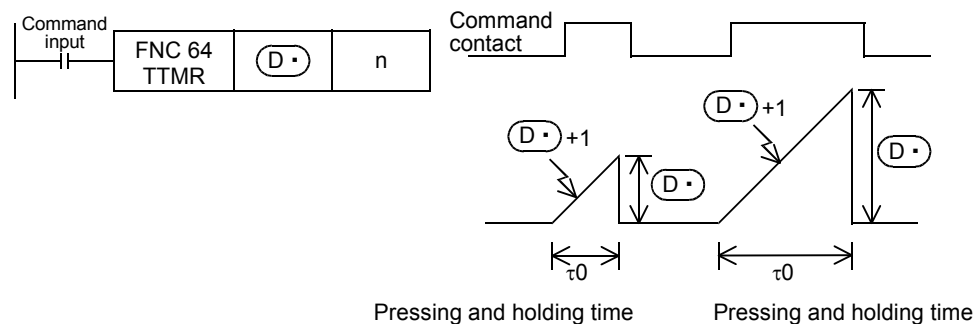 Command
input
FNC 64
TTMR
D・
n
Command
contact
D・ +1
D・
D・ +1
D・
τ0
τ0
Pressing and holding time
Pressing and holding time